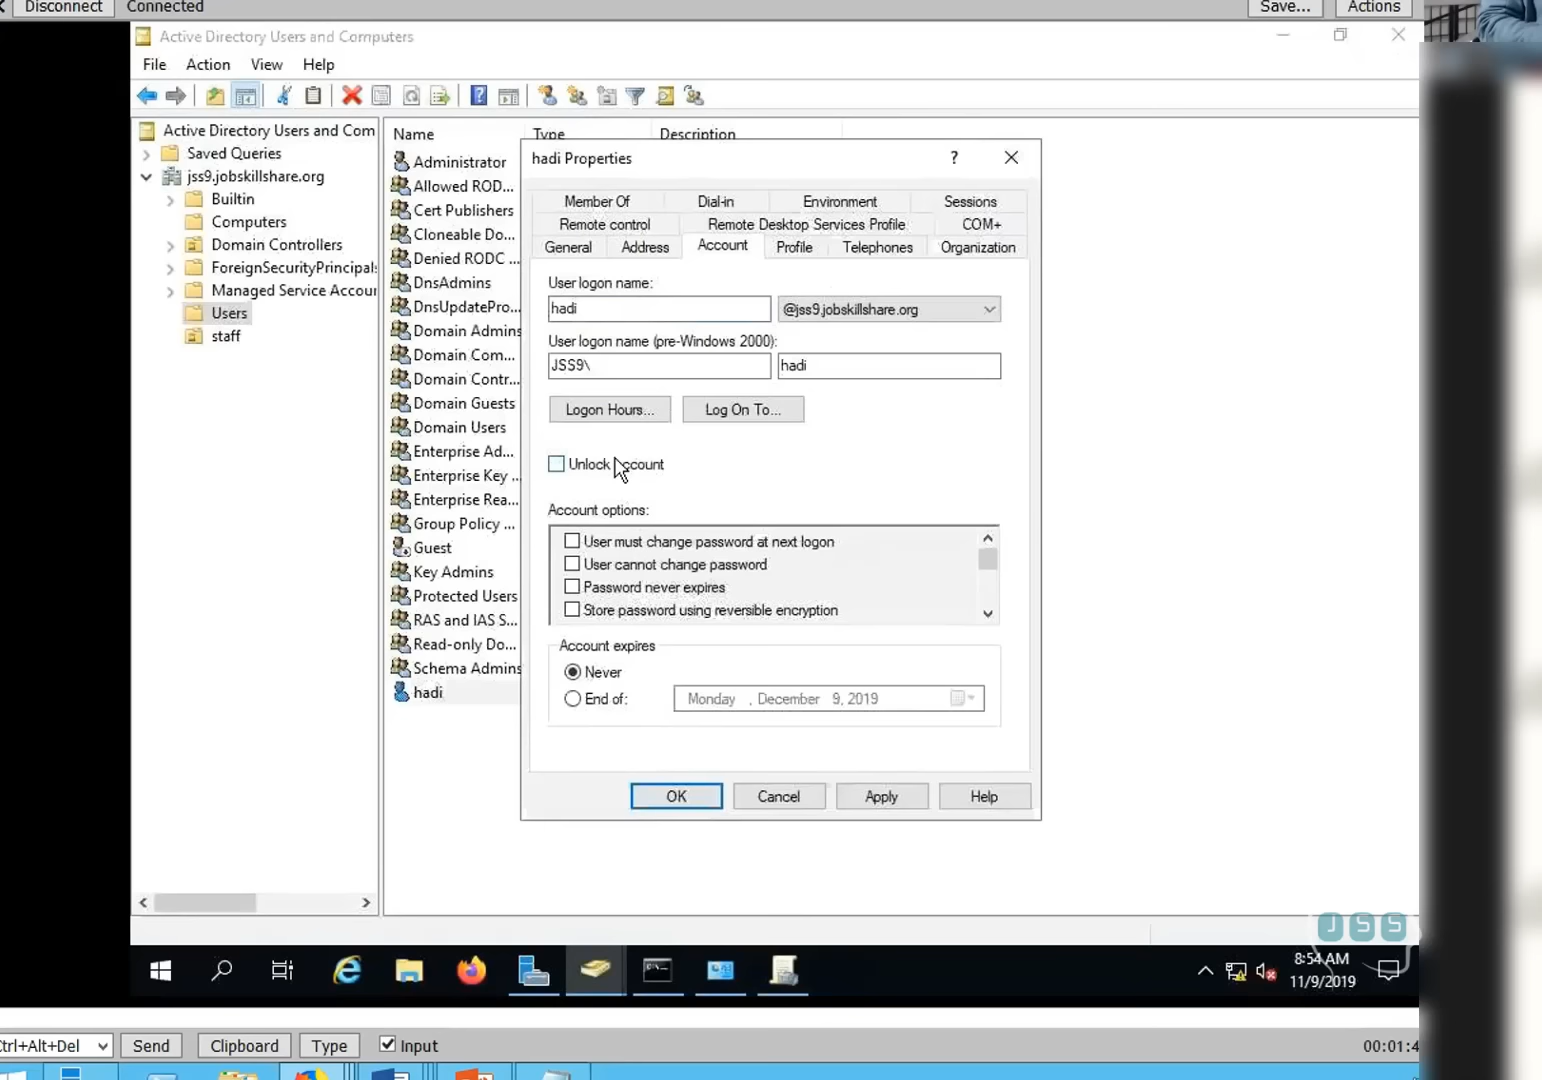 Disconnect
Connected
Save...
Actions
Active Directory Users and Computers
File Action View Help
Active Directory Users and Com
Saved Queries
jss9.jobskillshare.org
Builtin
Computers
Domain Controllers
ForeignSecurityPrincipals
Managed Service Accour
Users
staff
Name Type Description
Administrator
Allowed ROD...
Cert Publishers
Cloneable Do...
Denied RODC ...
DnsAdmins
DnsUpdatePro...
Domain Admins
Domain Com...
Domain Contr...
Domain Guests
Domain Users
Enterprise Ad...
Enterprise Key ...
Enterprise Rea...
Group Policy ...
Guest
Key Admins
Protected Users
RAS and IAS S...
Read-only Do...
Schema Admins
hadi
hadi Properties
?
Member Of Dial-in Environment Sessions
Remote control Remote Desktop Services Profile COM+
General Address Account Profile Telephones Organization
User logon name:
hadi @jss9.jobskillshare.org
User logon name (pre-Windows 2000):
JSS9\ hadi
Logon Hours... Log On To...
Unlock account
Account options:
User must change password at next logon
User cannot change password
Password never expires
Store password using reversible encryption
Account expires
Never
End of: Monday , December 9, 2019
OK Cancel Apply Help
JSS
8:54 AM
11/9/2019
Ctrl+Alt+Del Send Clipboard Type Input
00:01:4